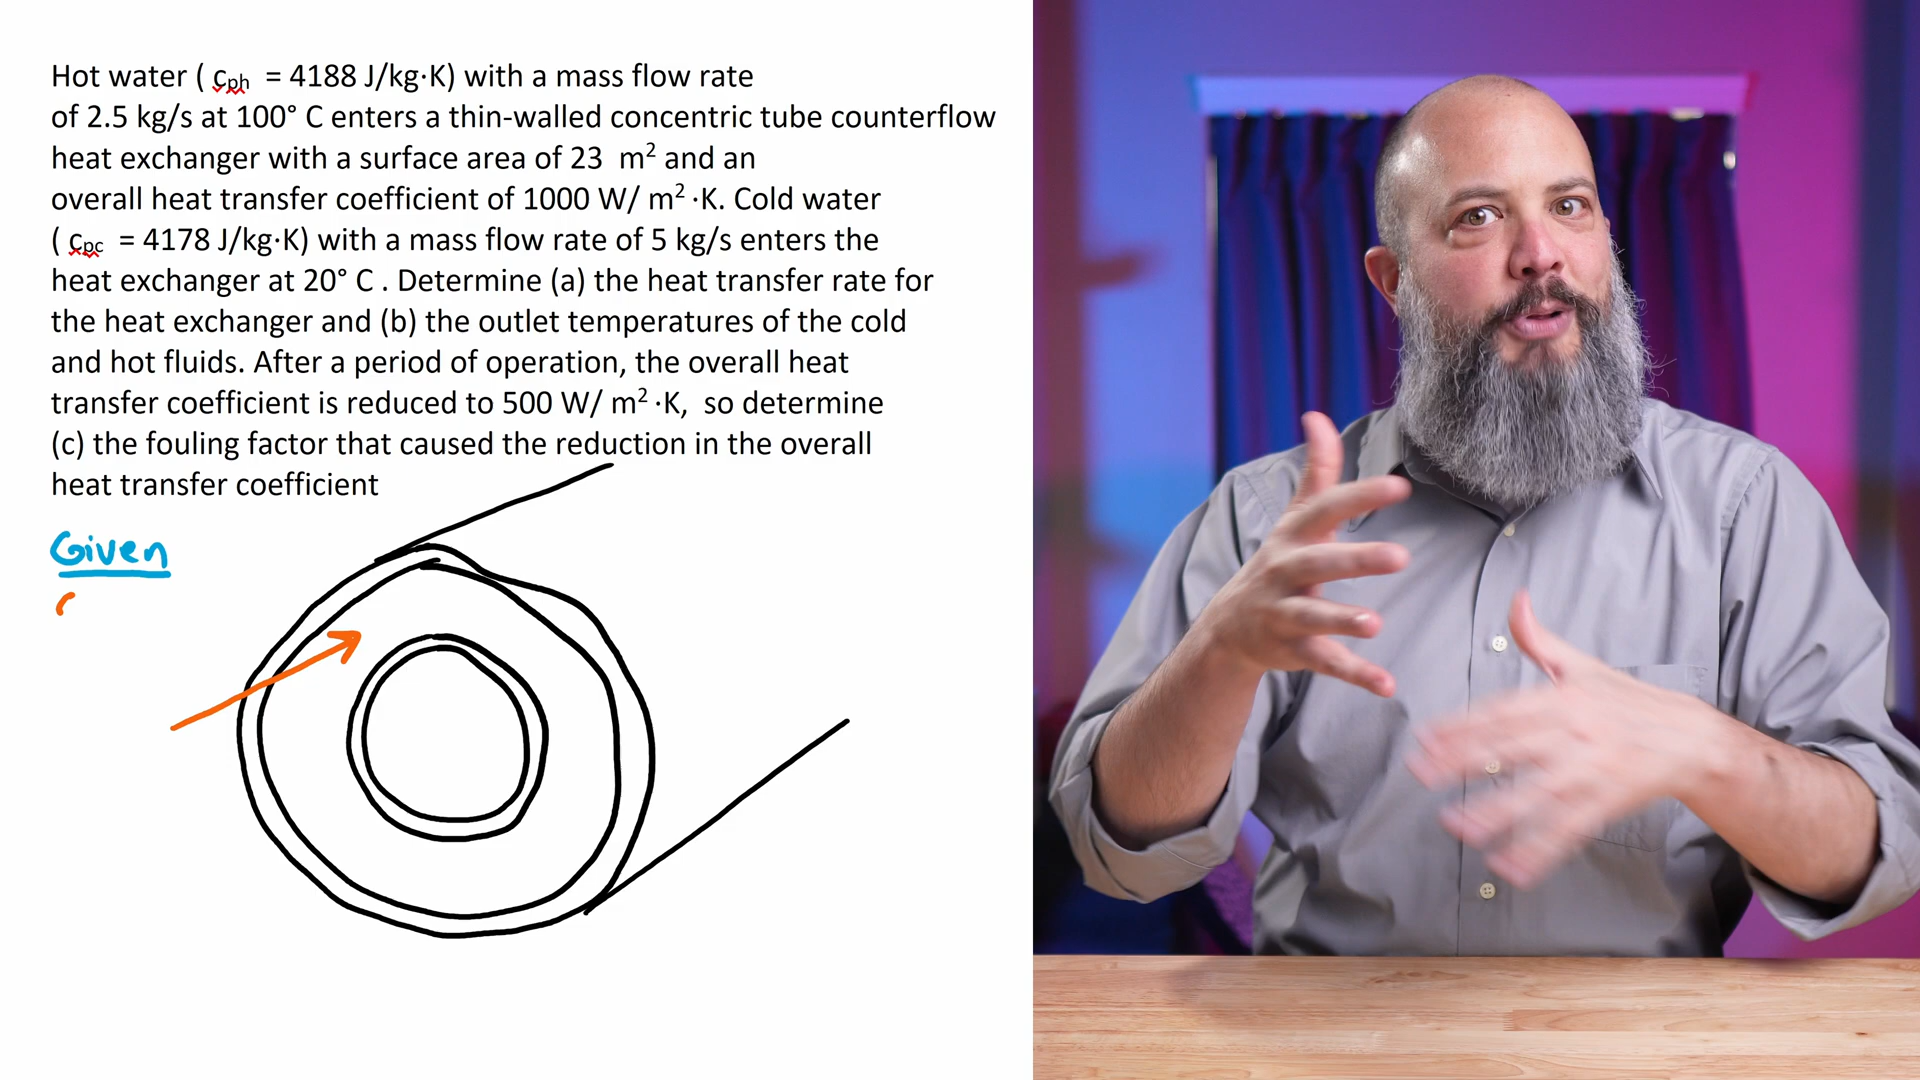 Hot water ( cph = 4188 J/kg·K) with a mass flow rate
of 2.5 kg/s at 100° C enters a thin-walled concentric tube counterflow
heat exchanger with a surface area of 23 m² and an
overall heat transfer coefficient of 1000 W/ m² ·K. Cold water
( cpc = 4178 J/kg·K) with a mass flow rate of 5 kg/s enters the
heat exchanger at 20° C . Determine (a) the heat transfer rate for
the heat exchanger and (b) the outlet temperatures of the cold
and hot fluids. After a period of operation, the overall heat
transfer coefficient is reduced to 500 W/ m² ·K, so determine
(c) the fouling factor that caused the reduction in the overall
heat transfer coefficient
Given